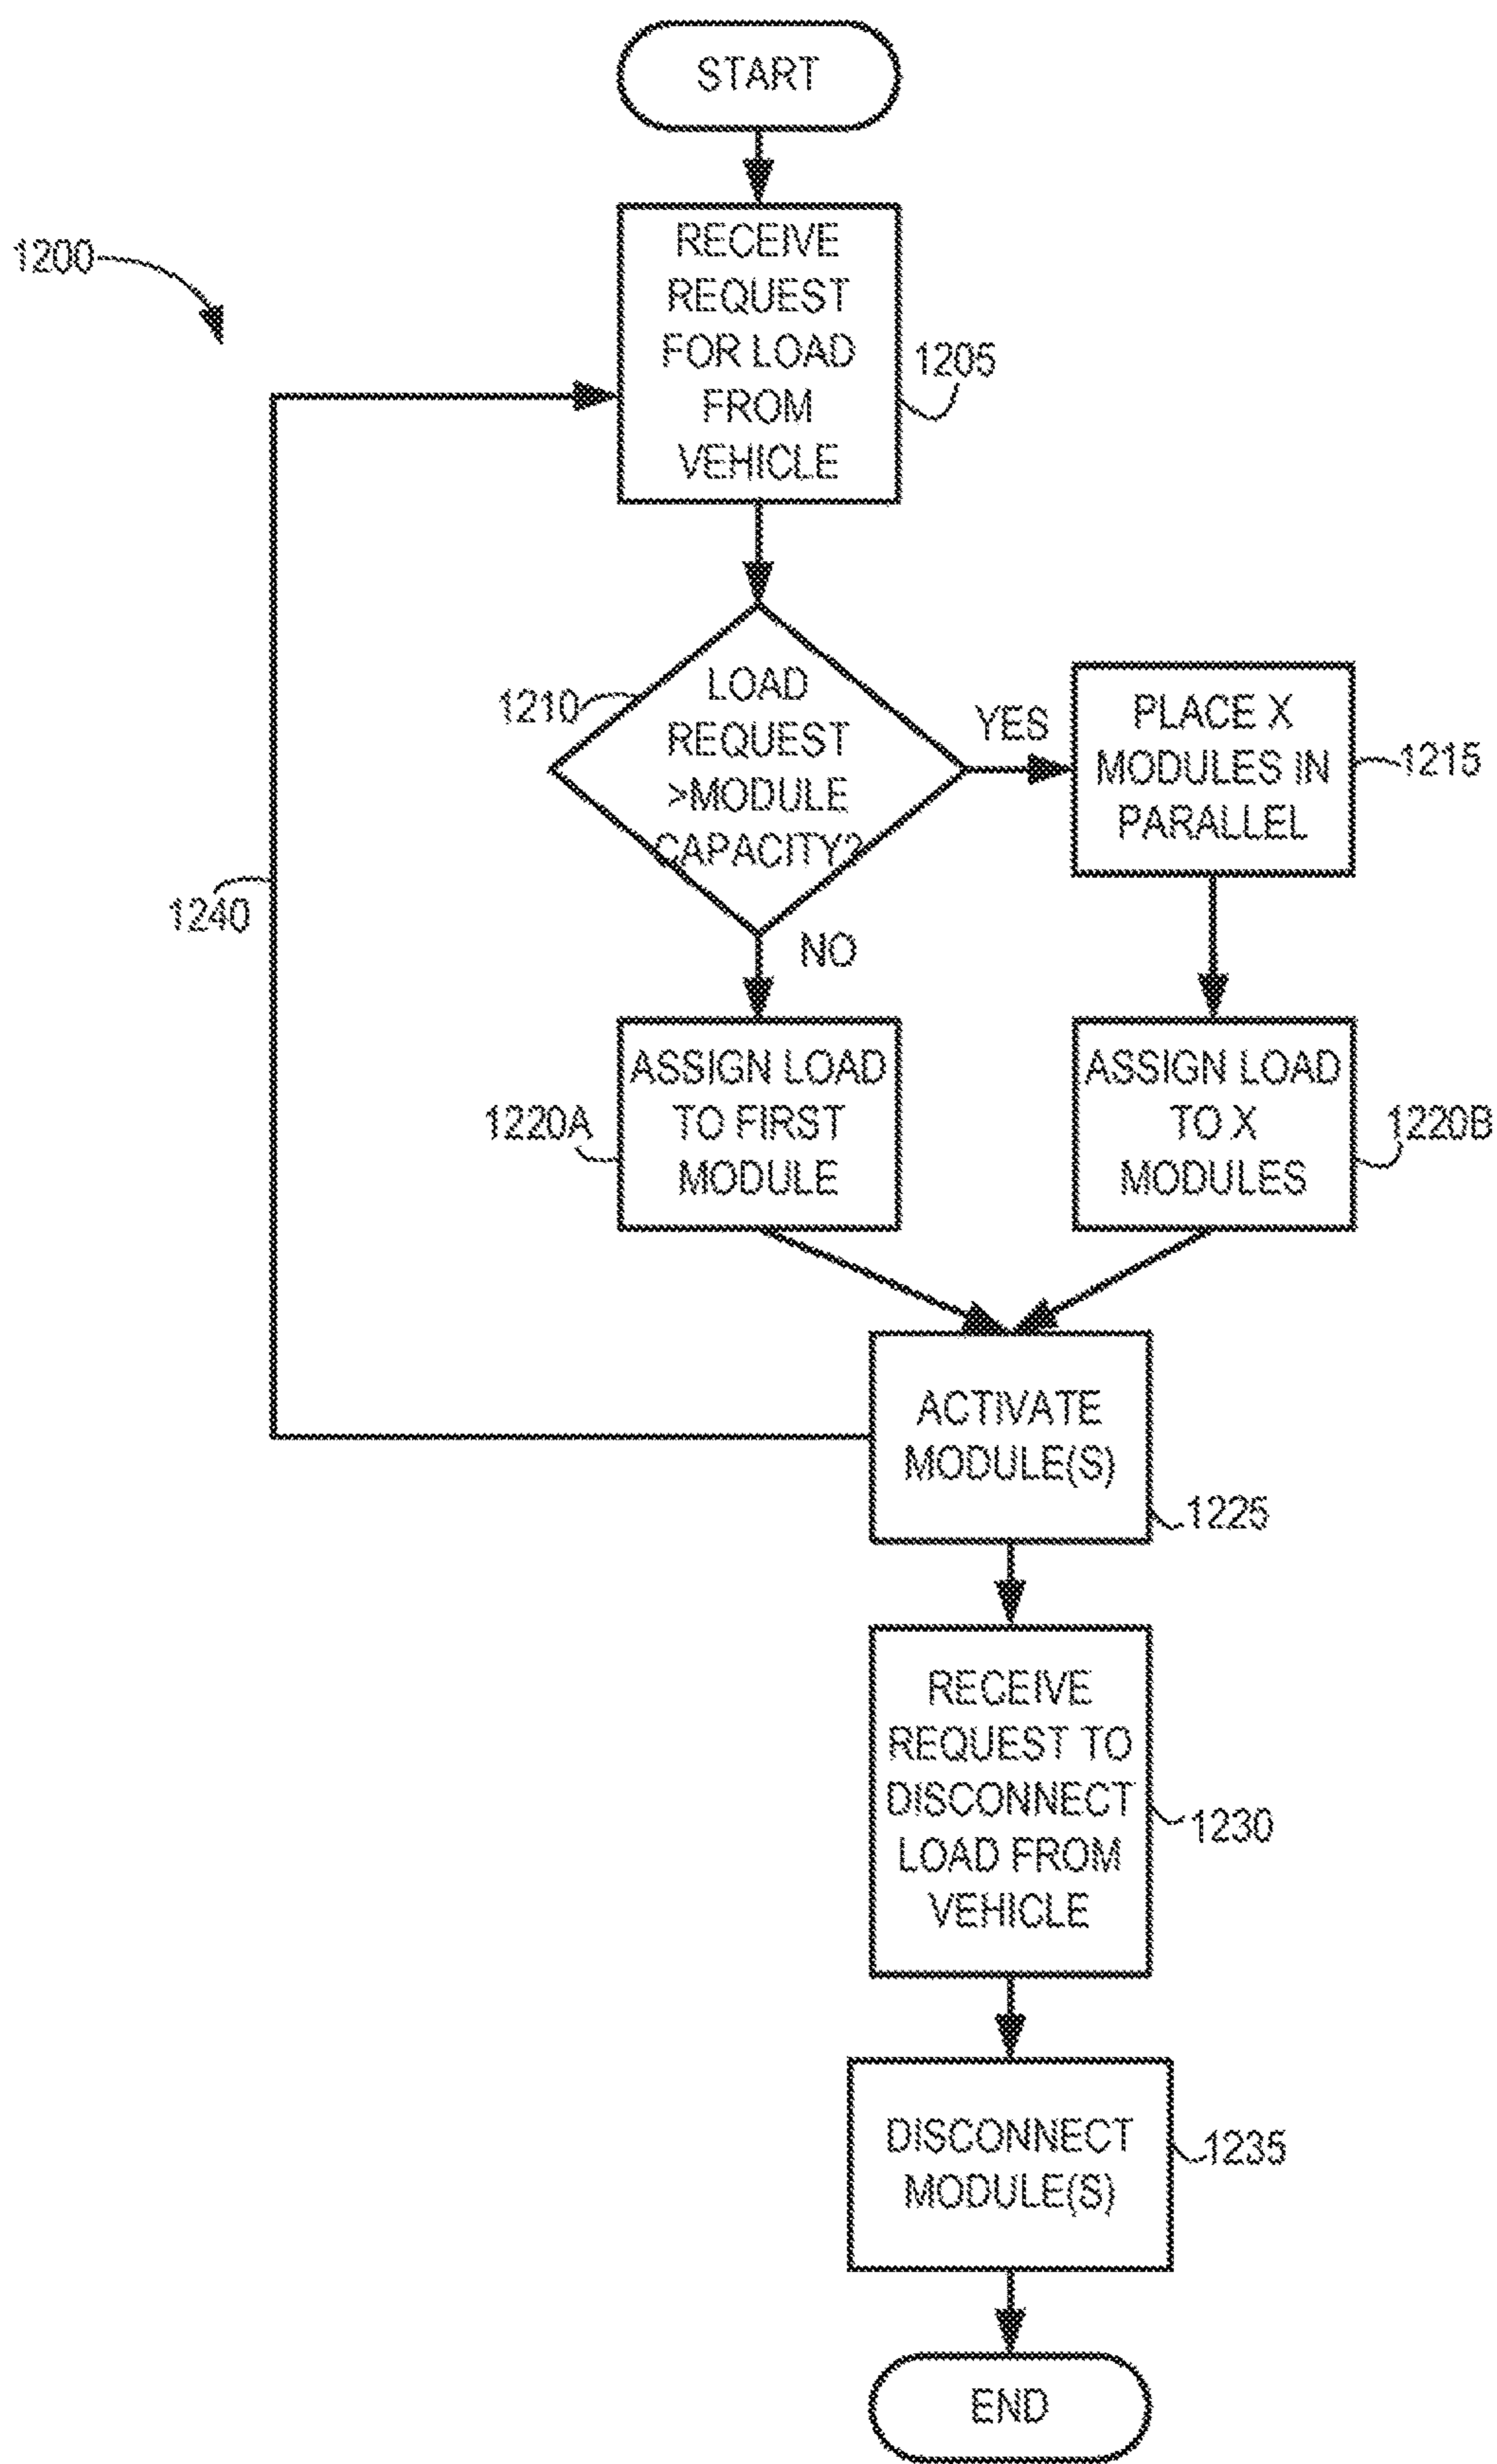 START
1200
RECEIVE
REQUEST
FOR LOAD
FROM
VEHICLE
1205
1210
LOAD
REQUEST
>MODULE
CAPACITY?
YES
PLACE X
MODULES IN
PARALLEL
1215
1240
NO
1220A
ASSIGN LOAD
TO FIRST
MODULE
ASSIGN LOAD
TO X
MODULES
1220B
ACTIVATE
MODULE(S)
1225
RECEIVE
REQUEST TO
DISCONNECT
LOAD FROM
VEHICLE
1230
DISCONNECT
MODULE(S)
1235
END